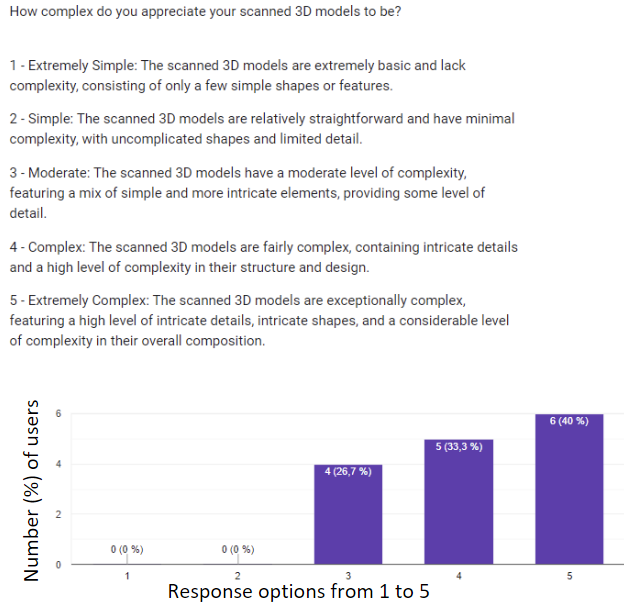 How complex do you appreciate your scanned 3D models to be?
1 - Extremely Simple: The scanned 3D models are extremely basic and lack
complexity, consisting of only a few simple shapes or features.
2 - Simple: The scanned 3D models are relatively straightforward and have minimal
complexity, with uncomplicated shapes and limited detail.
3 - Moderate: The scanned 3D models have a moderate level of complexity,
featuring a mix of simple and more intricate elements, providing some level of
detail.
4 - Complex: The scanned 3D models are fairly complex, containing intricate details
and a high level of complexity in their structure and design.
5 - Extremely Complex: The scanned 3D models are exceptionally complex,
featuring a high level of intricate details, intricate shapes, and a considerable level
of complexity in their overall composition.
Number (%) of users
6
4
2
0
0 (0 %)
0 (0 %)
4 (26,7 %)
5 (33,3 %)
6 (40 %)
1
2
3
4
5
Response options from 1 to 5